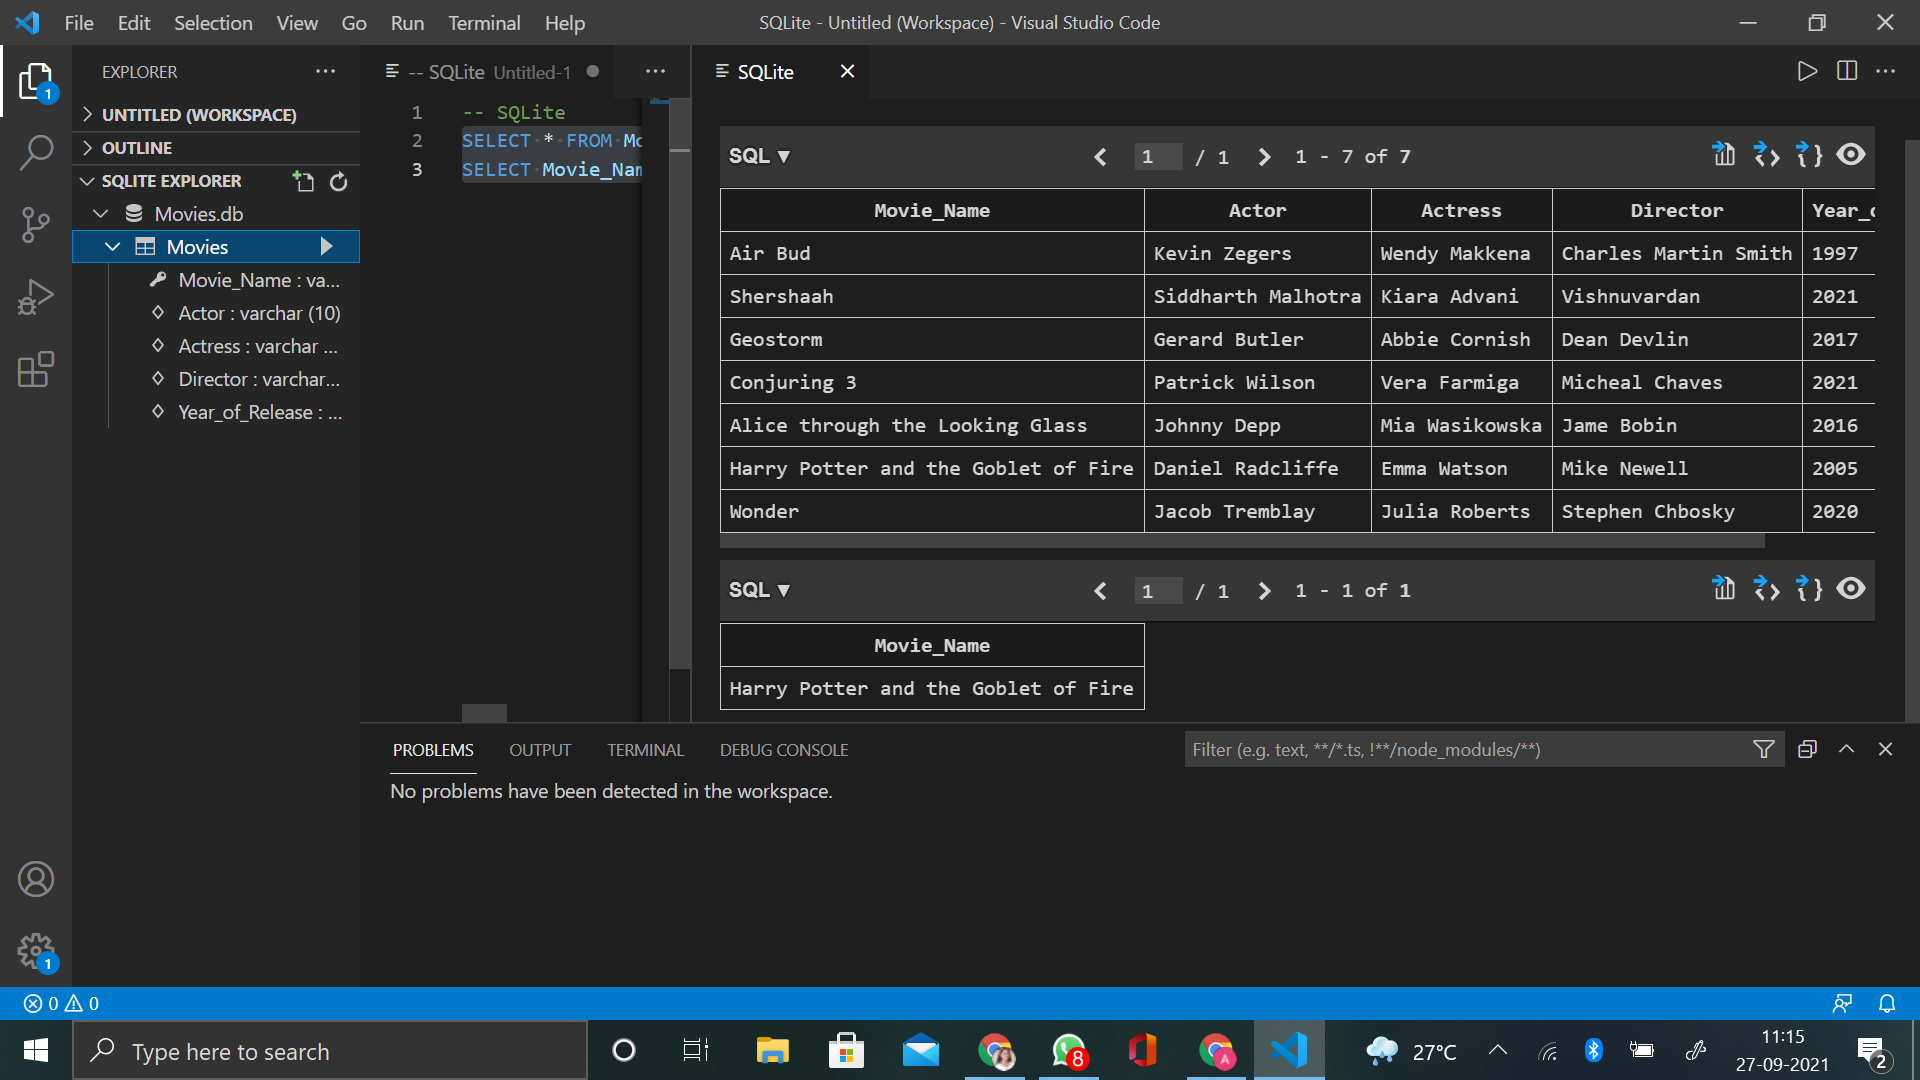 File Edit Selection View Go Run Terminal Help
SQLite - Untitled (Workspace) - Visual Studio Code
EXPLORER
1
UNTITLED (WORKSPACE)
OUTLINE
SQLITE EXPLORER
Movies.db
Movies
Movie_Name : va...
Actor : varchar (10)
Actress : varchar ...
Director : varchar...
Year_of_Release : ...
1
-- SQLite Untitled-1
1 -- SQLite
2 SELECT * FROM Mo
3 SELECT Movie_Nam
SQLite
SQL ▼ 1 / 1 1 - 7 of 7
Movie_Name Actor Actress Director Year_o
Air Bud Kevin Zegers Wendy Makkena Charles Martin Smith 1997
Shershaah Siddharth Malhotra Kiara Advani Vishnuvardan 2021
Geostorm Gerard Butler Abbie Cornish Dean Devlin 2017
Conjuring 3 Patrick Wilson Vera Farmiga Micheal Chaves 2021
Alice through the Looking Glass Johnny Depp Mia Wasikowska Jame Bobin 2016
Harry Potter and the Goblet of Fire Daniel Radcliffe Emma Watson Mike Newell 2005
Wonder Jacob Tremblay Julia Roberts Stephen Chbosky 2020
SQL ▼ 1 / 1 1 - 1 of 1
Movie_Name
Harry Potter and the Goblet of Fire
PROBLEMS OUTPUT TERMINAL DEBUG CONSOLE
Filter (e.g. text, **/*.ts, !**/node_modules/**)
No problems have been detected in the workspace.
0 0
Type here to search
8
A
27°C
11:15
27-09-2021
2